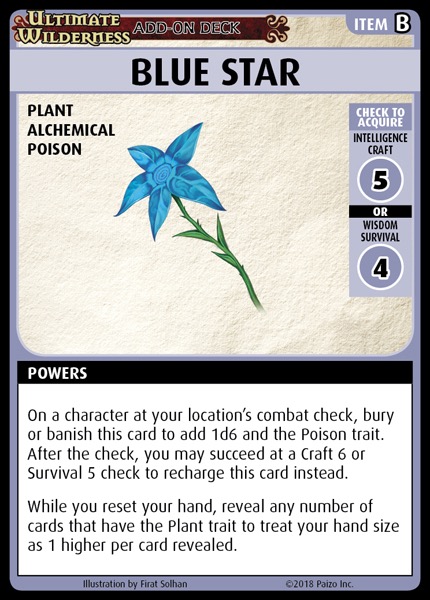 ULTIMATE
WILDERNESS
ADD-ON DECK
ITEM B
BLUE STAR
PLANT
ALCHEMICAL
POISON
CHECK TO
ACQUIRE
INTELLIGENCE
CRAFT
5
OR
WISDOM
SURVIVAL
4
POWERS
On a character at your location's combat check, bury
or banish this card to add 1d6 and the Poison trait.
After the check, you may succeed at a Craft 6 or
Survival 5 check to recharge this card instead.
While you reset your hand, reveal any number of
cards that have the Plant trait to treat your hand size
as 1 higher per card revealed.
Illustration by Firat Solhan
©2018 Paizo Inc.